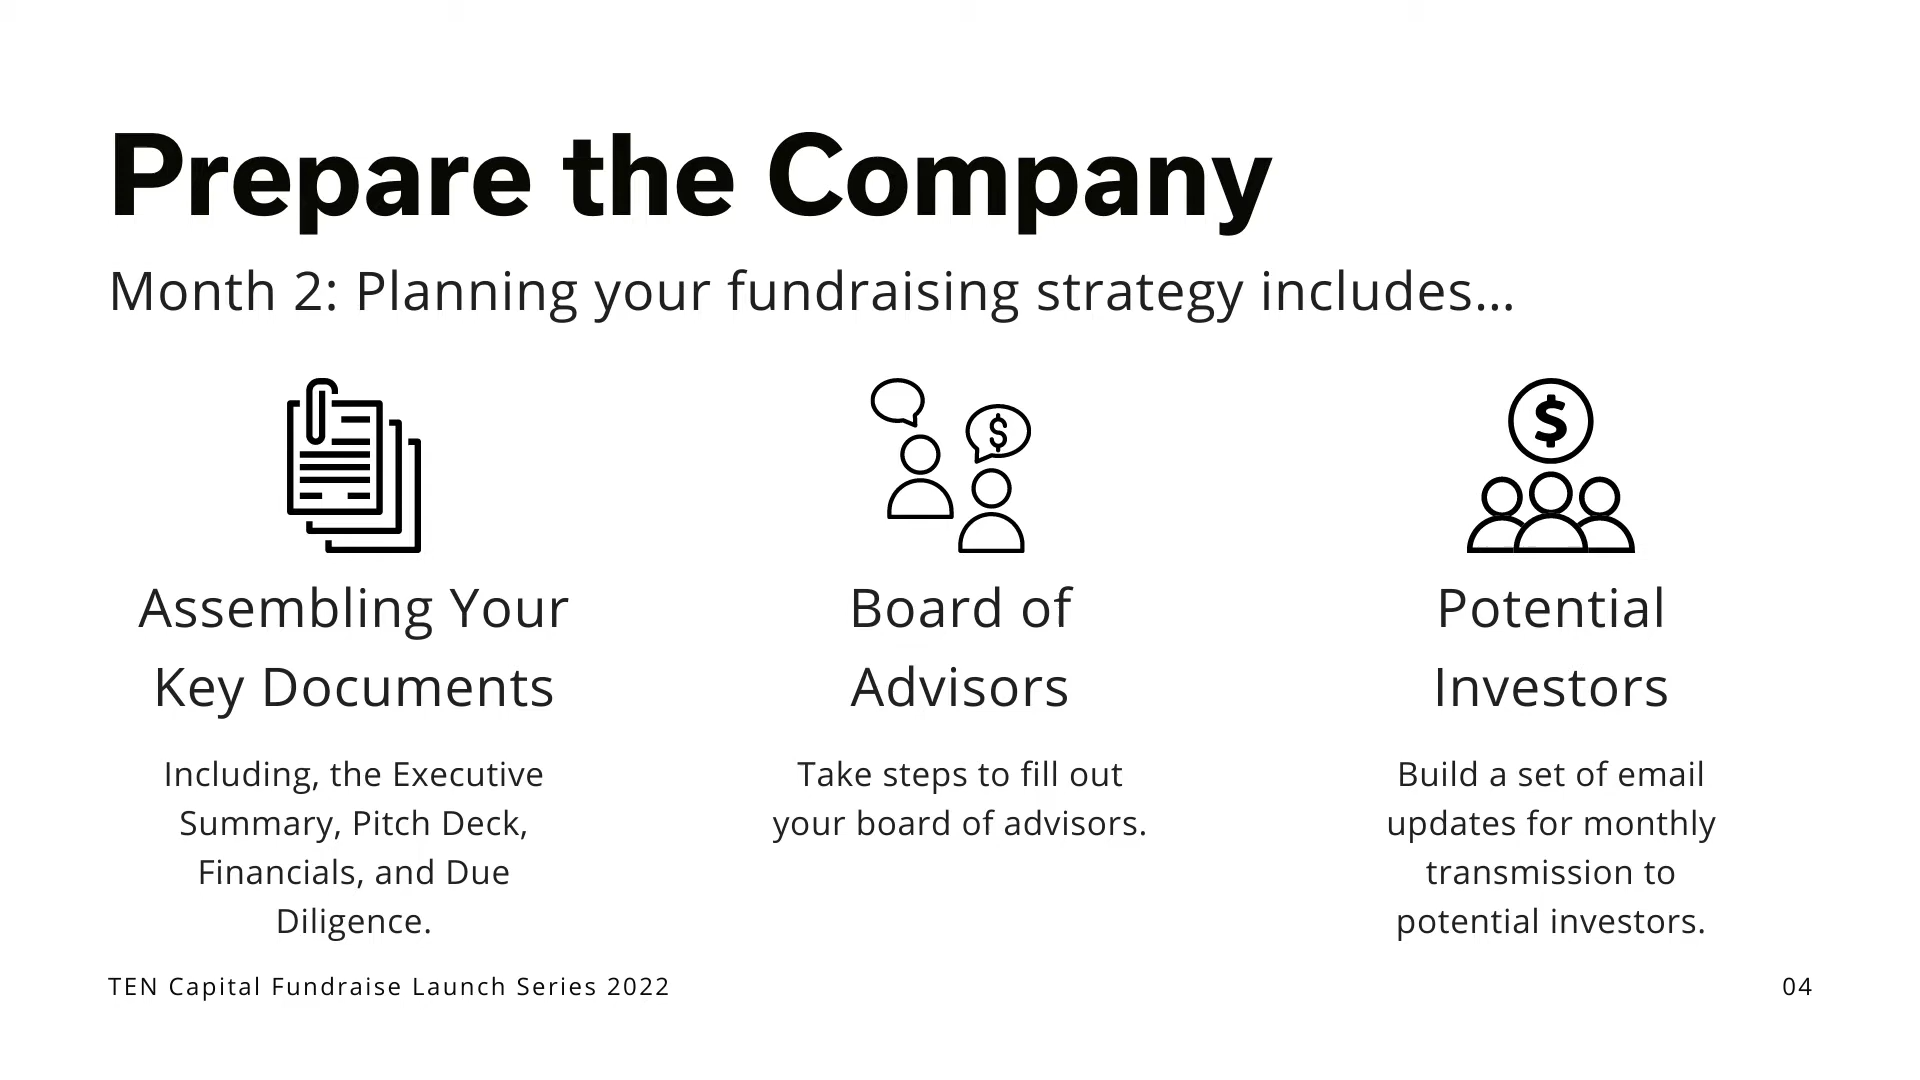 Prepare the Company
Month 2: Planning your fundraising strategy includes...
$
$
Assembling Your
Key Documents
Including, the Executive
Summary, Pitch Deck,
Financials, and Due
Diligence.
Board of
Advisors
Take steps to fill out
your board of advisors.
Potential
Investors
Build a set of email
updates for monthly
transmission to
potential investors.
TEN Capital Fundraise Launch Series 2022
04